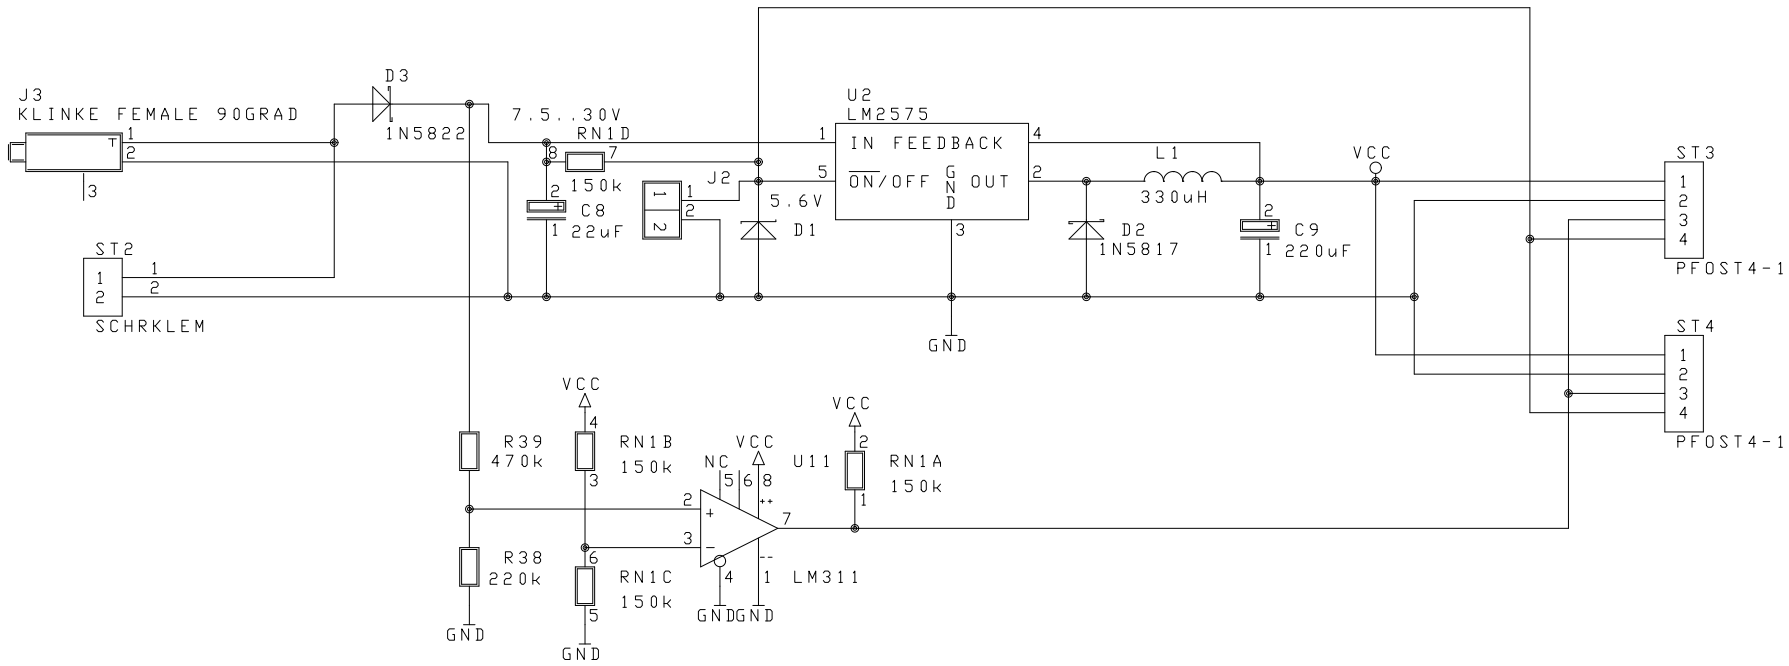 J3
KLINKE FEMALE 90GRAD
T
1
2
3
D3
1N5822
7.5..30V
RN1D
8
7
150k
2
C8
1
22uF
J2
1
2
1
2
5.6V
D1
U2
LM2575
1
5
IN FEEDBACK
ON/OFF GND OUT
4
2
3
L1
330uH
D2
1N5817
2
C9
1
220uF
VCC
ST3
1
2
3
4
PFOST4-1
ST2
1
2
1
2
SCHRKLEM
GND
ST4
1
2
3
4
PFOST4-1
R39
470k
R38
220k
GND
VCC
4
RN1B
150k
3
6
RN1C
150k
5
GND
NC
5
6
VCC
8
++
U11
2
+
3
-
7
--
4
1
LM311
GND
GND
VCC
2
RN1A
150k
1